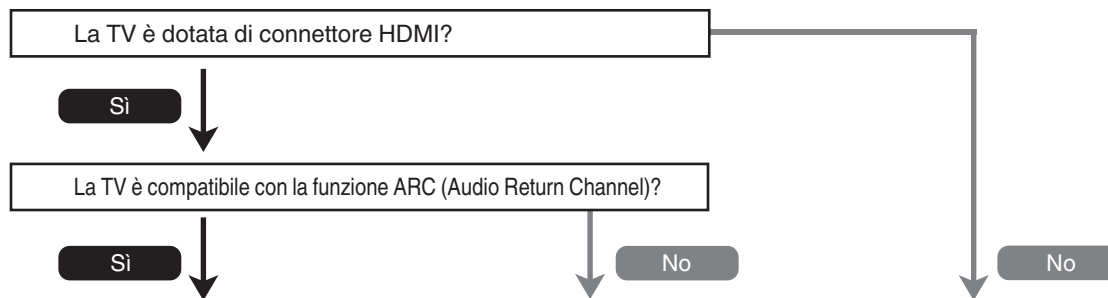 La TV è dotata di connettore HDMI?
Sì
La TV è compatibile con la funzione ARC (Audio Return Channel)?
Sì
No
No